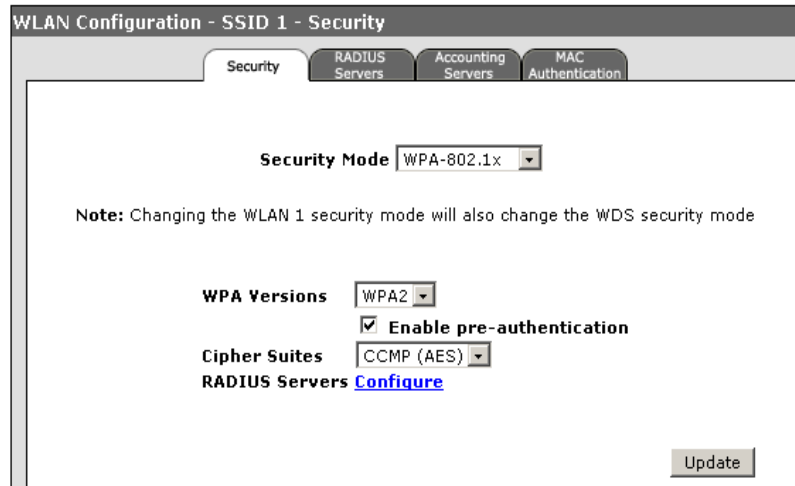 WLAN Configuration - SSID 1 - Security
Security
RADIUS Servers
Accounting Servers
MAC Authentication
Security Mode WPA-802.1x
Note: Changing the WLAN 1 security mode will also change the WDS security mode
WPA Versions WPA2
Enable pre-authentication
Cipher Suites CCMP (AES)
RADIUS Servers Configure
Update